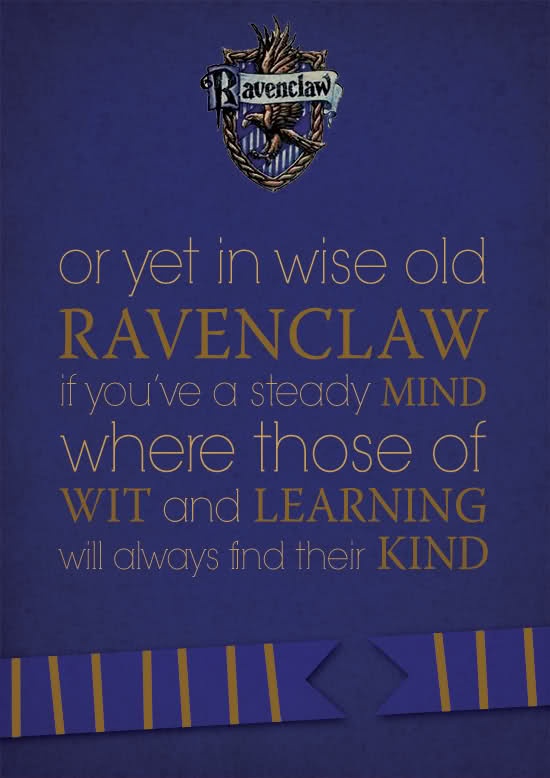 Ravenclaw
or yet in wise old
RAVENCLAW
if you've a steady MIND
where those of
WIT and LEARNING
will always find their KIND